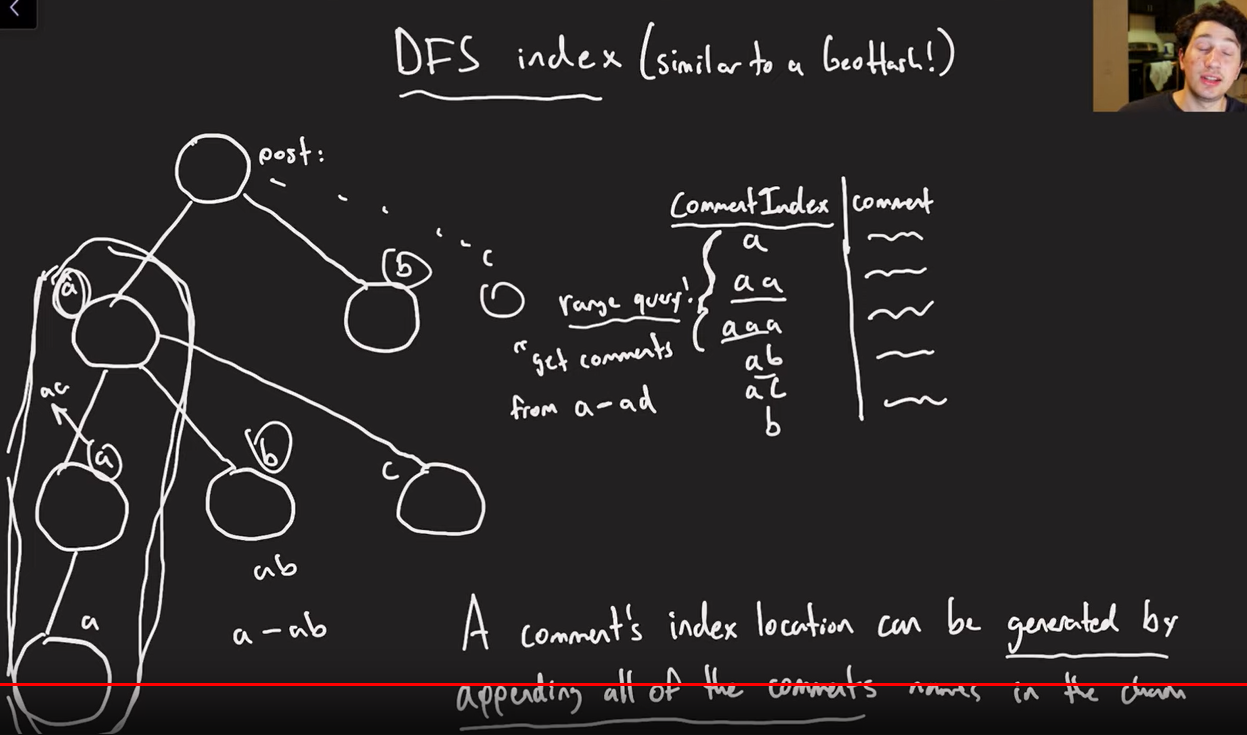 DFS index (similar to a GeoHash!)
post:
a
b
c
CommentIndex
comment
a
aa
range query!
aaa
"get comments
ab
from a-ad
ac
b
a
b
c
ab
a
a-ab
A comment's index location can be generated by
appending all of the comments names in the chain